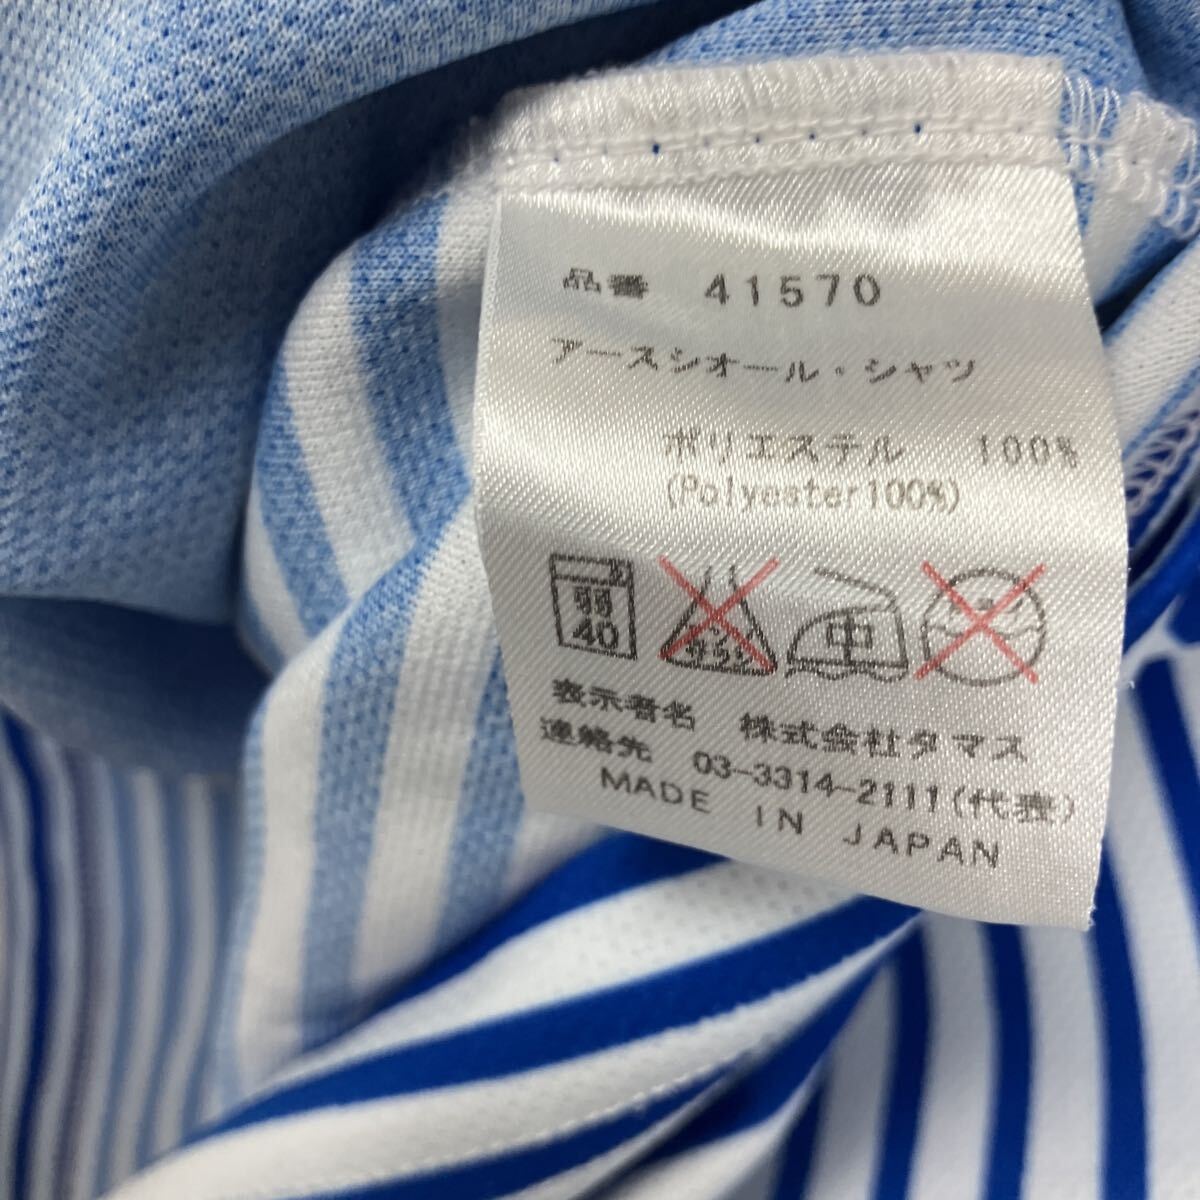 品番 41570
アースシオール・シャツ
ポリエステル 100%
(Polyester100%)
弱
40
中
表示者名 株式会社タマス
連絡先 03-3314-2111(代表)
MADE IN JAPAN